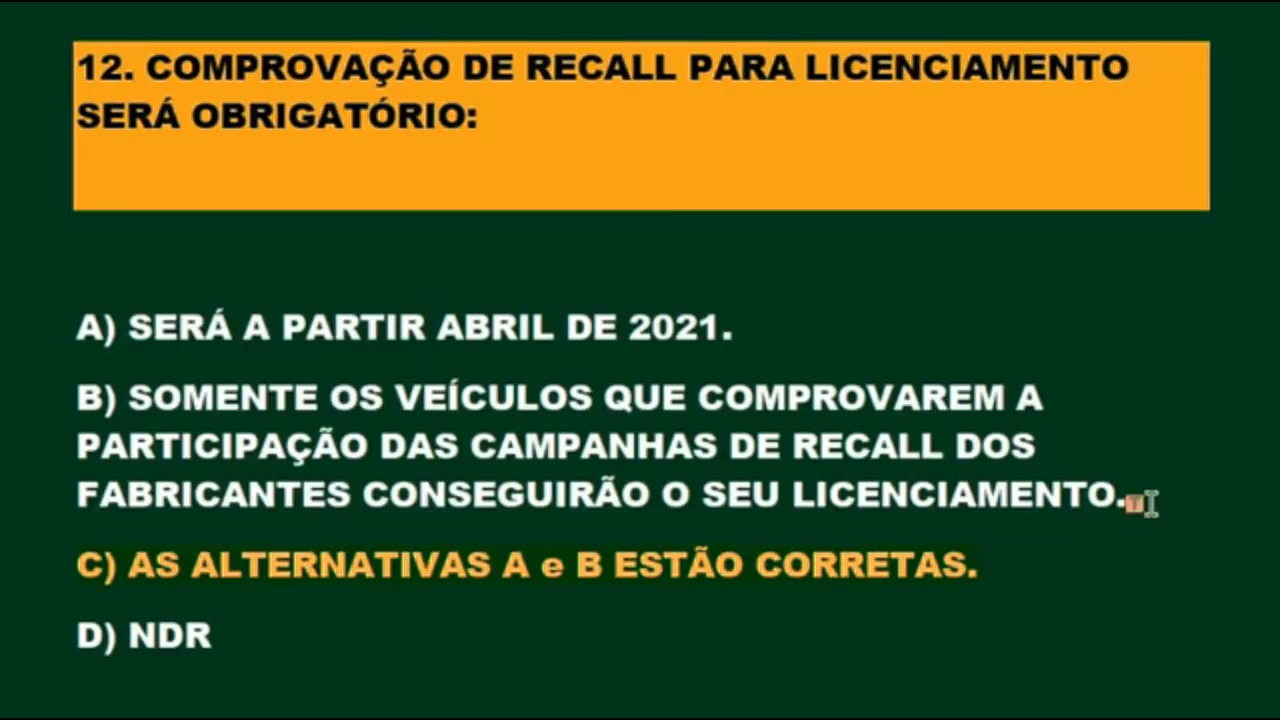 12. COMPROVAÇÃO DE RECALL PARA LICENCIAMENTO
SERÁ OBRIGATÓRIO:
A) SERÁ A PARTIR ABRIL DE 2021.
B) SOMENTE OS VEÍCULOS QUE COMPROVAREM A
PARTICIPAÇÃO DAS CAMPANHAS DE RECALL DOS
FABRICANTES CONSEGUIRÃO O SEU LICENCIAMENTO.
C) AS ALTERNATIVAS A e B ESTÃO CORRETAS.
D) NDR